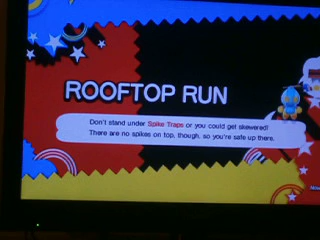 ROOFTOP RUN
Don't stand under Spike Traps or you could get skewered!
There are no spikes on top, though, so you're safe up there.